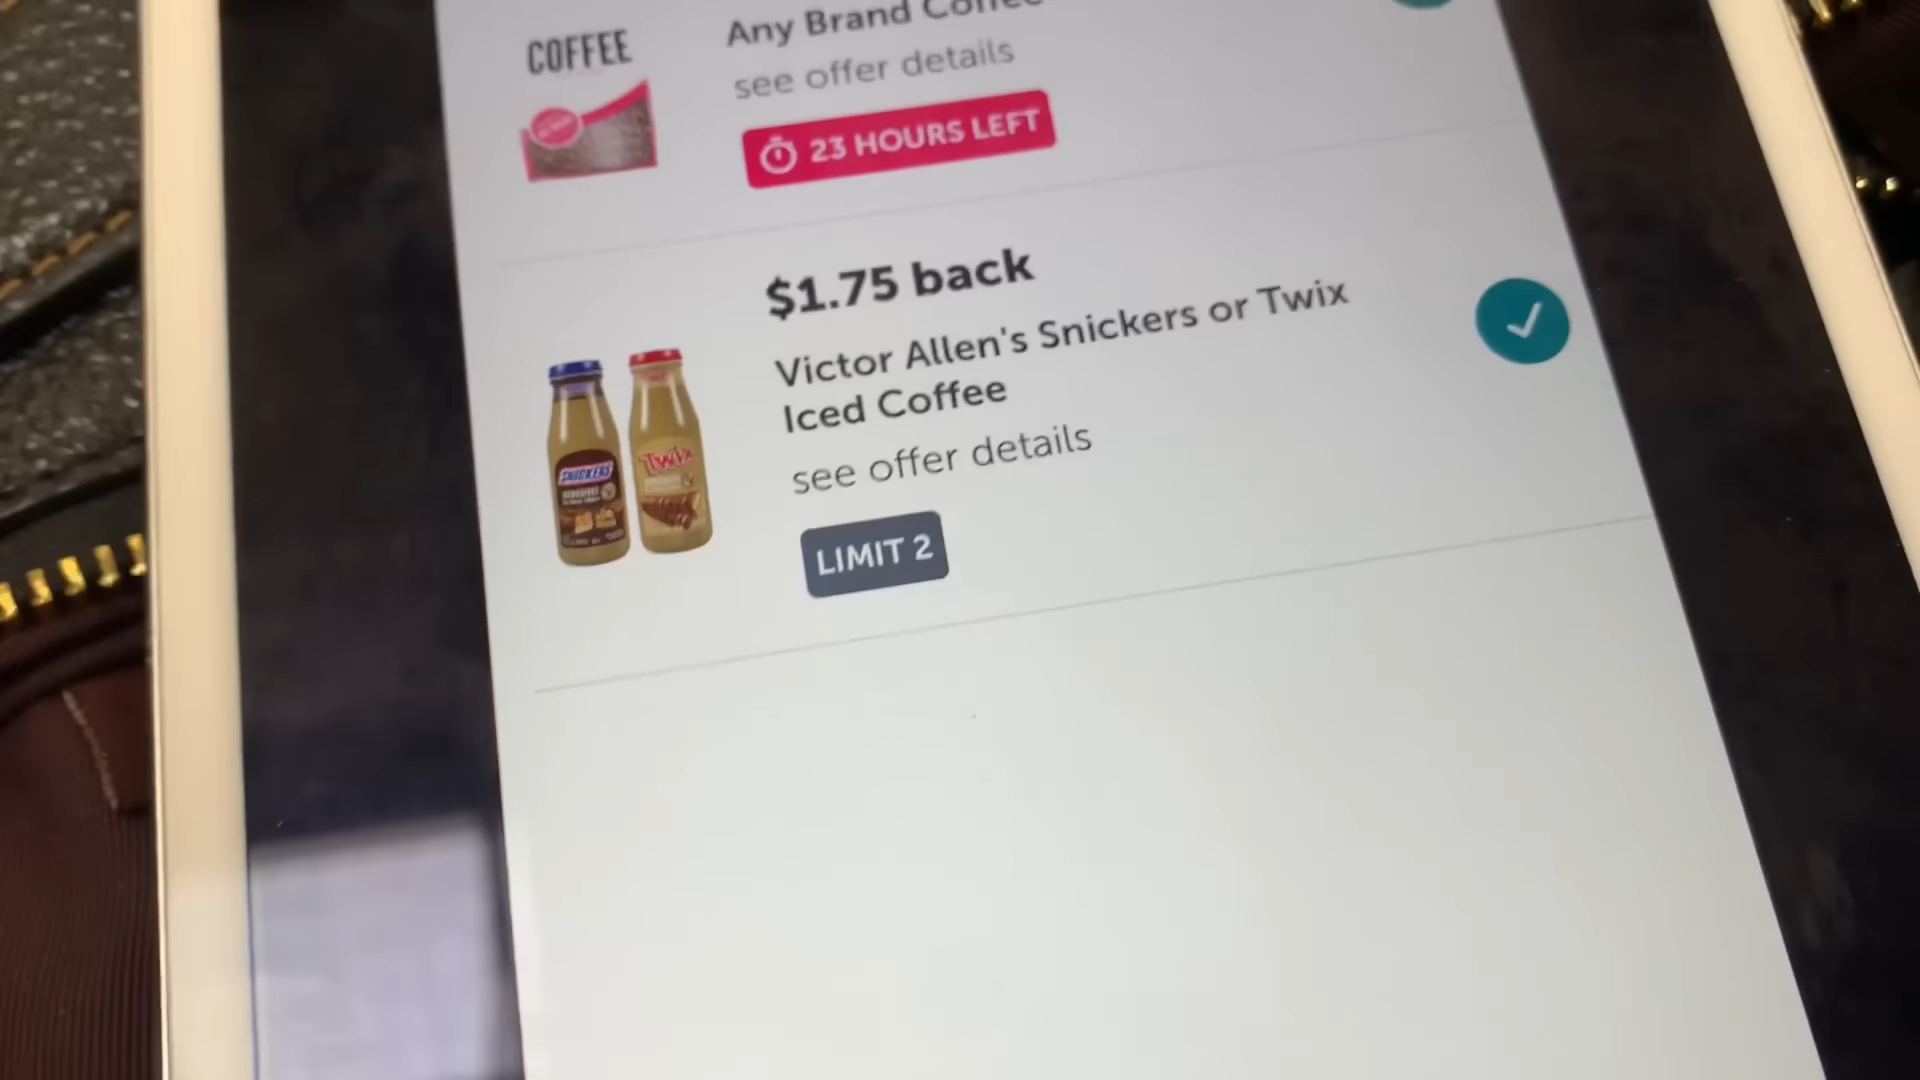 COFFEE
Any Brand Coffee
see offer details
23 HOURS LEFT
$1.75 back
Victor Allen's Snickers or Twix
Iced Coffee
see offer details
SNICKERS
Twix
LIMIT 2